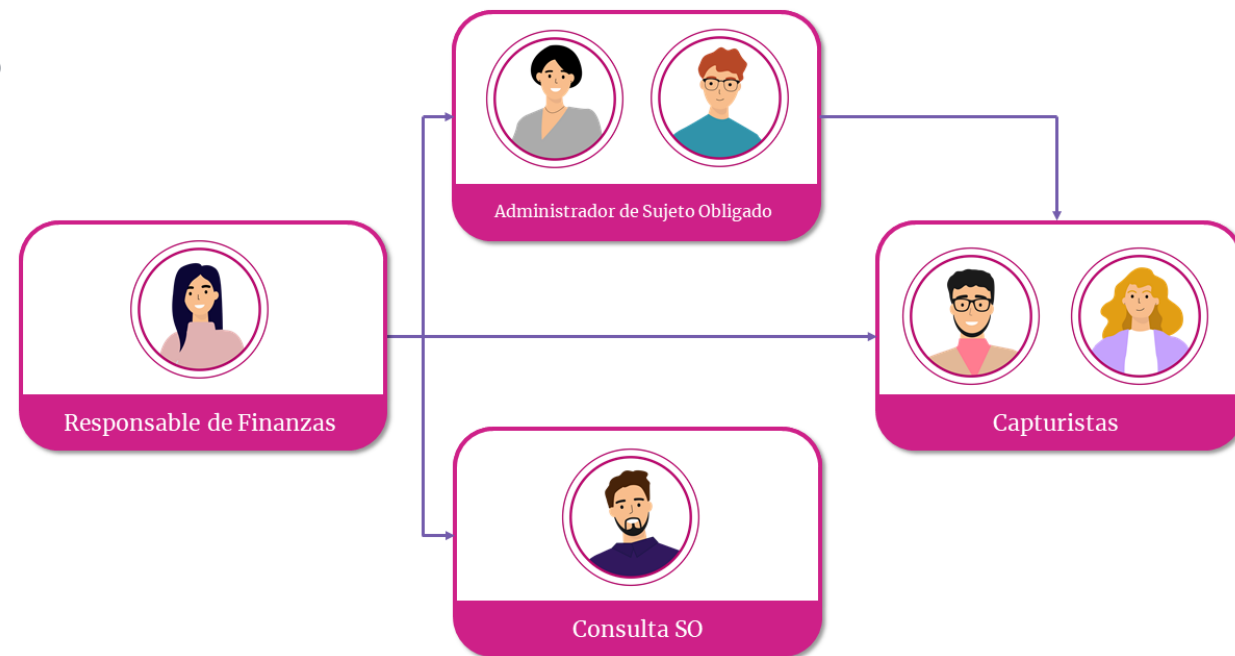 Administrador de Sujeto Obligado
Responsable de Finanzas
Capturistas
Consulta SO